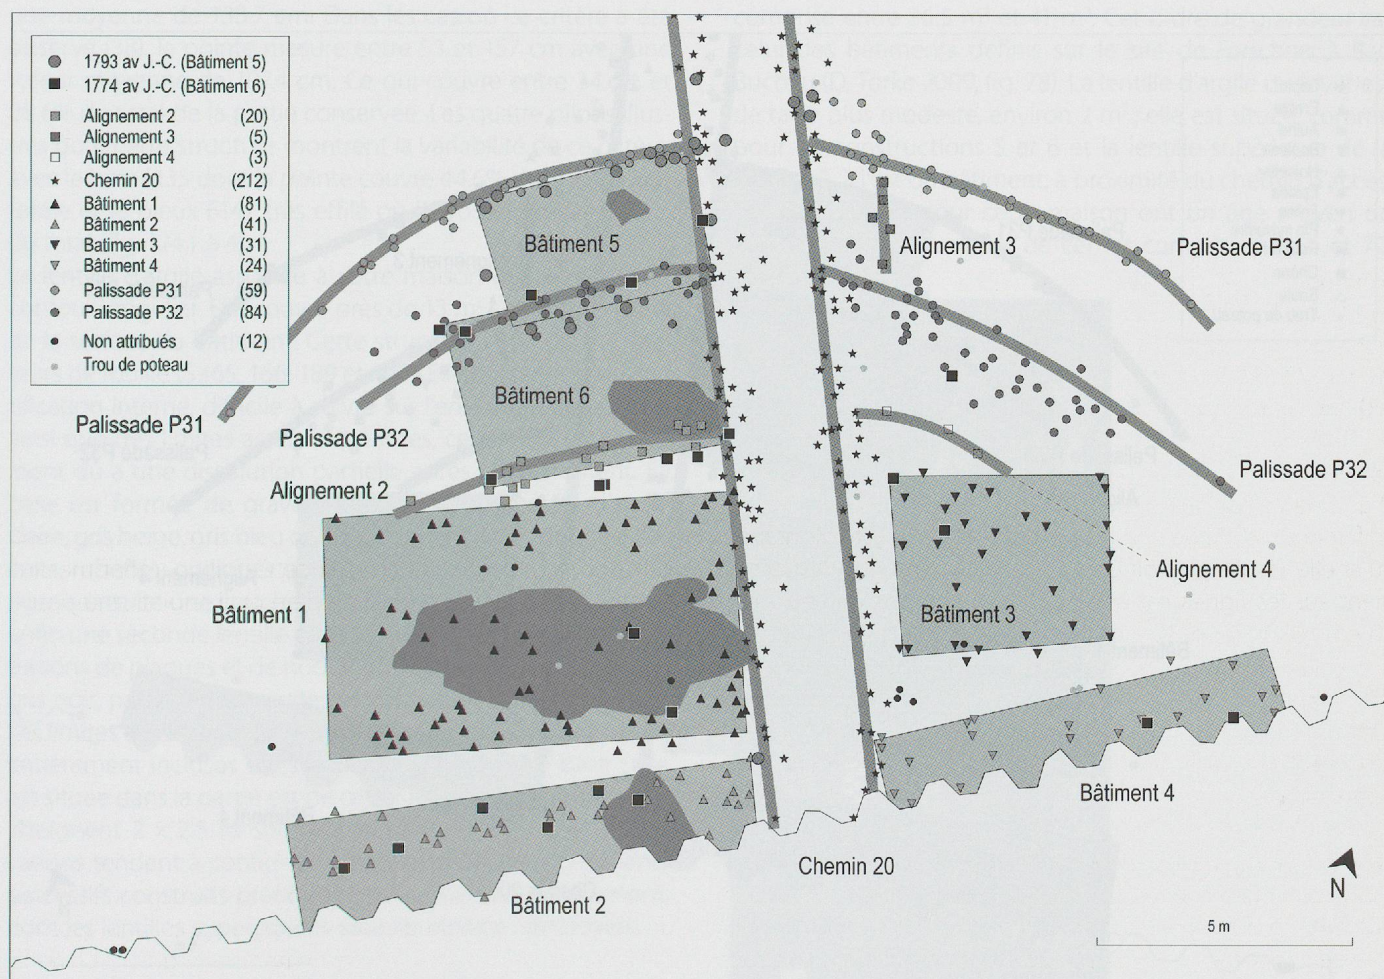 1793 av J.-C. (Bâtiment 5)
1774 av J.-C. (Bâtiment 6)
Alignement 2 (20)
Alignement 3 (5)
Alignement 4 (3)
Chemin 20 (212)
Bâtiment 1 (81)
Bâtiment 2 (41)
Batiment 3 (31)
Bâtiment 4 (24)
Palissade P31 (59)
Palissade P32 (84)
Non attribués (12)
Trou de poteau
Bâtiment 5
Alignement 3
Palissade P31
Bâtiment 6
Palissade P31
Palissade P32
Palissade P32
Alignement 2
Alignement 4
Bâtiment 1
Bâtiment 3
Bâtiment 4
Chemin 20
Bâtiment 2
N
5 m